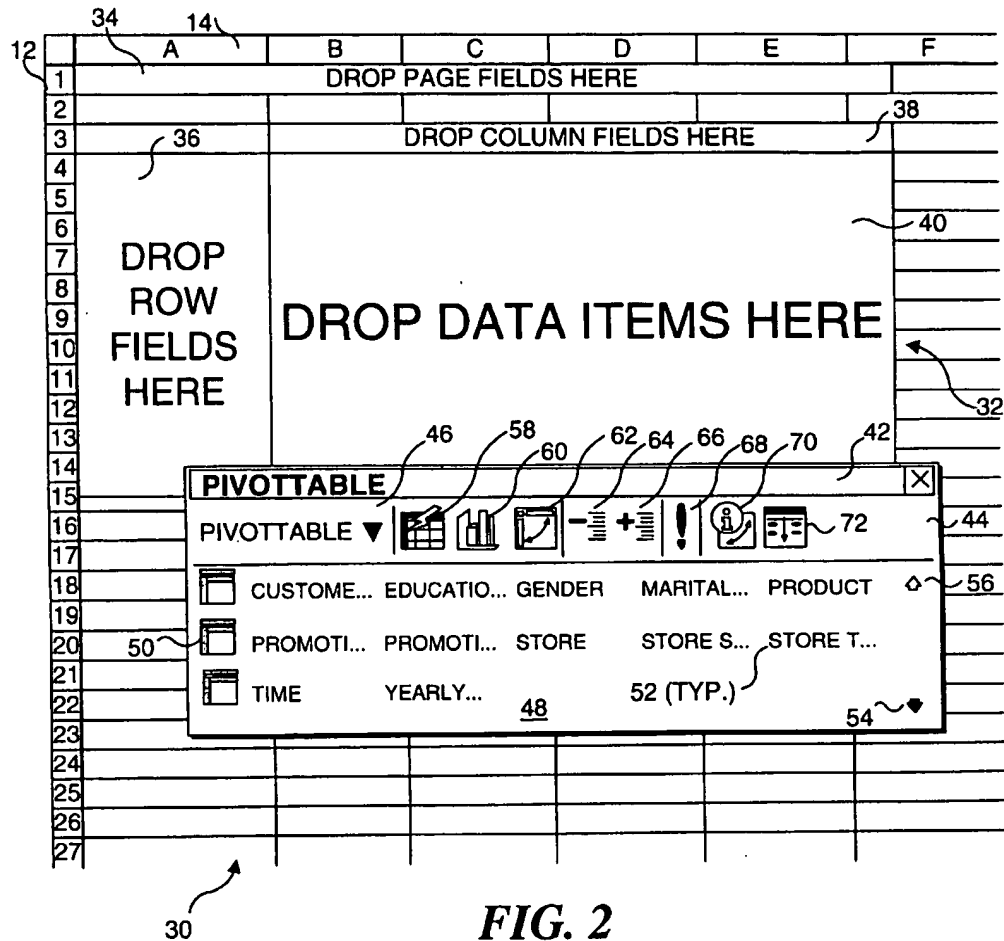 34
14
12
A B C D E F
1 DROP PAGE FIELDS HERE
2
38
3 36 DROP COLUMN FIELDS HERE
4
5
6 40
7 DROP
8 ROW
9 FIELDS
10 HERE
DROP DATA ITEMS HERE
11
12 32
13 46 58 60 62 64 66 68 70 42
14
PIVOTTABLE X
15
16 PIVOTTABLE ▼ 72 44
17
18 CUSTOME... EDUCATIO... GENDER MARITAL... PRODUCT 56
19
20 50 PROMOTI... PROMOTI... STORE STORE S... STORE T...
21
22 TIME YEARLY... 48 52 (TYP.) 54
23
24
25
26
27
30
FIG. 2